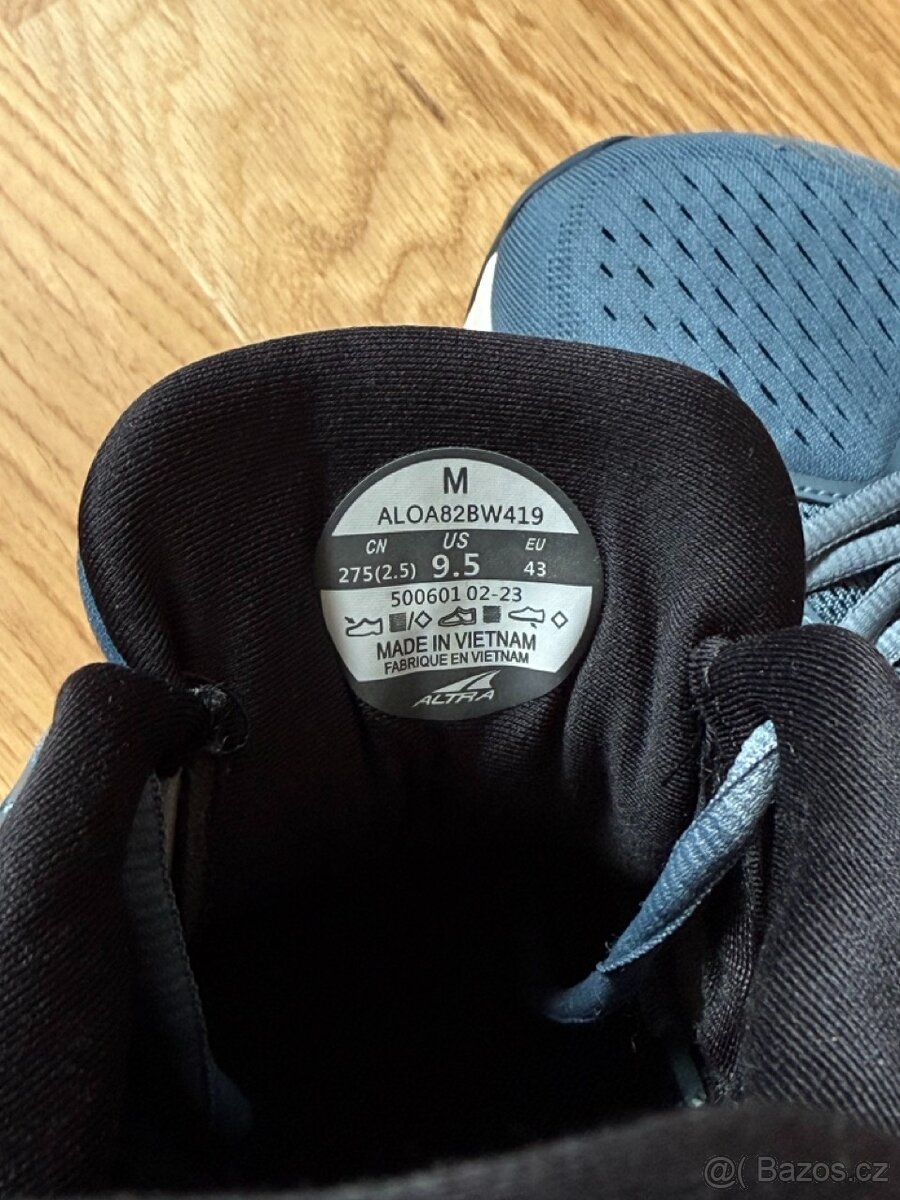 M
ALOA82BW419
CN US EU
275(2.5) 9.5 43
500601 02-23
MADE IN VIETNAM
FABRIQUE EN VIETNAM
ALTRA
@( Bazos.cz